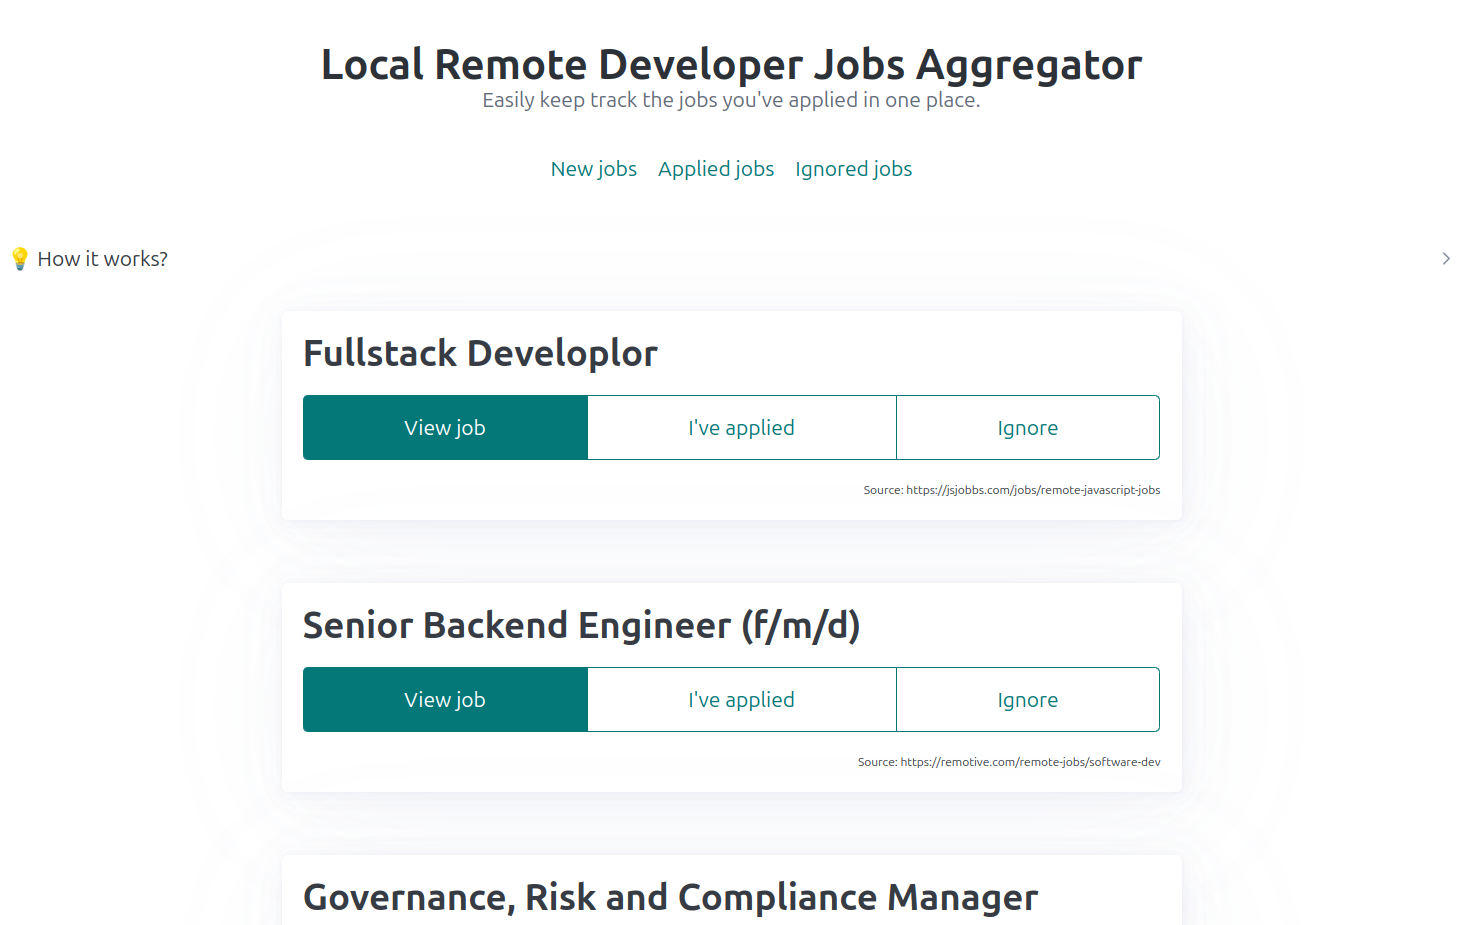 Local Remote Developer Jobs Aggregator
Easily keep track the jobs you've applied in one place.
New jobs Applied jobs Ignored jobs
💡 How it works?
Fullstack Developlor
View job I've applied Ignore
Source: https://jsjobbs.com/jobs/remote-javascript-jobs
Senior Backend Engineer (f/m/d)
View job I've applied Ignore
Source: https://remotive.com/remote-jobs/software-dev
Governance, Risk and Compliance Manager